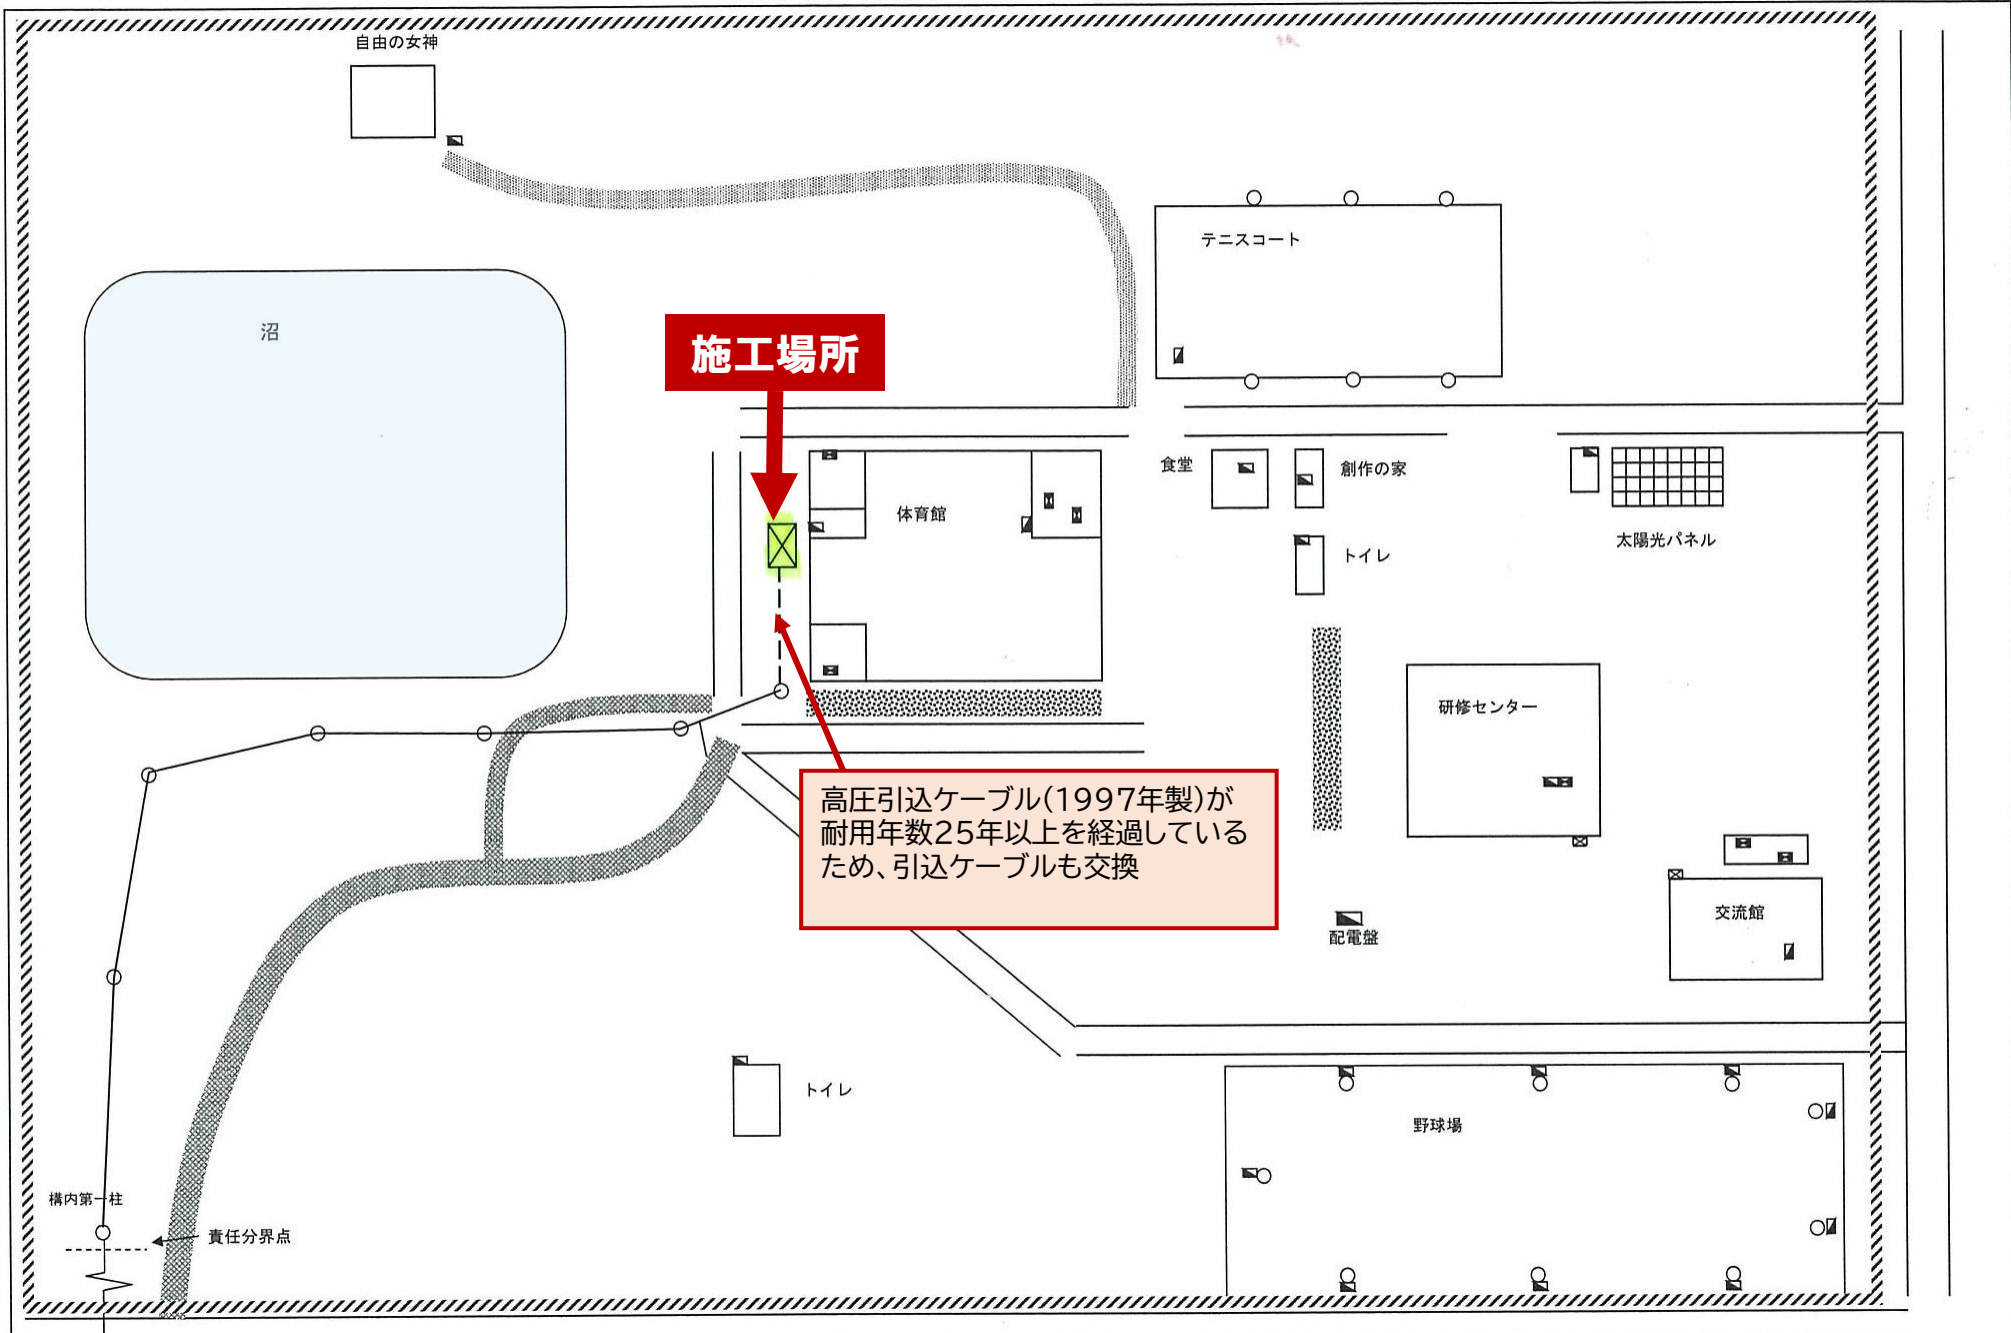 自由の女神
テニスコート
沼
施工場所
食堂
創作の家
体育館
トイレ
太陽光パネル
研修センター
高圧引込ケーブル(1997年製)が
耐用年数25年以上を経過している
ため、引込ケーブルも交換
交流館
配電盤
トイレ
野球場
構内第一柱
責任分界点